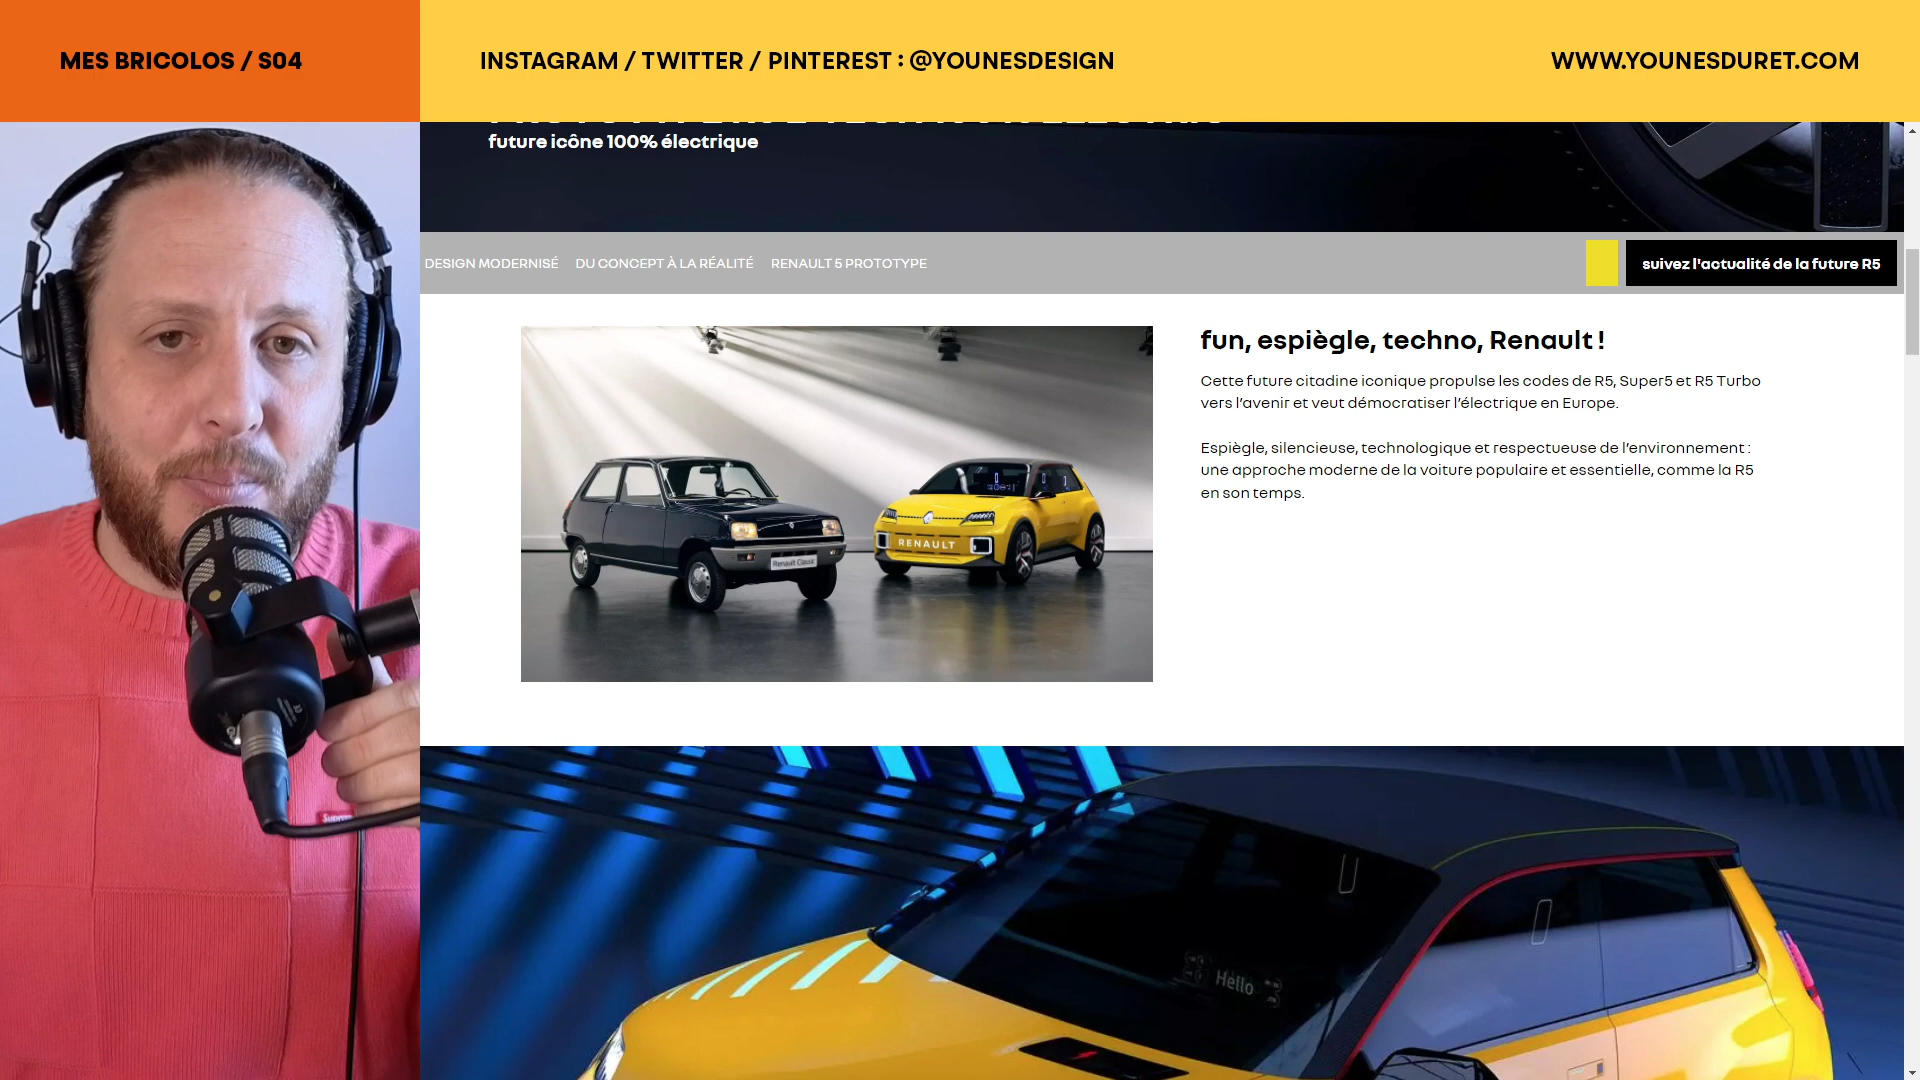 MES BRICOLOS / S04
INSTAGRAM / TWITTER / PINTEREST : @YOUNESDESIGN
WWW.YOUNESDURET.COM
future icône 100% électrique
DESIGN MODERNISÉ
DU CONCEPT À LA RÉALITÉ
RENAULT 5 PROTOTYPE
suivez l'actualité de la future R5
fun, espiègle, techno, Renault !
Cette future citadine iconique propulse les codes de R5, Super5 et R5 Turbo
vers l’avenir et veut démocratiser l’électrique en Europe.
Espiègle, silencieuse, technologique et respectueuse de l’environnement :
une approche moderne de la voiture populaire et essentielle, comme la R5
en son temps.
Renault Classic
RENAULT
RODE
Hello